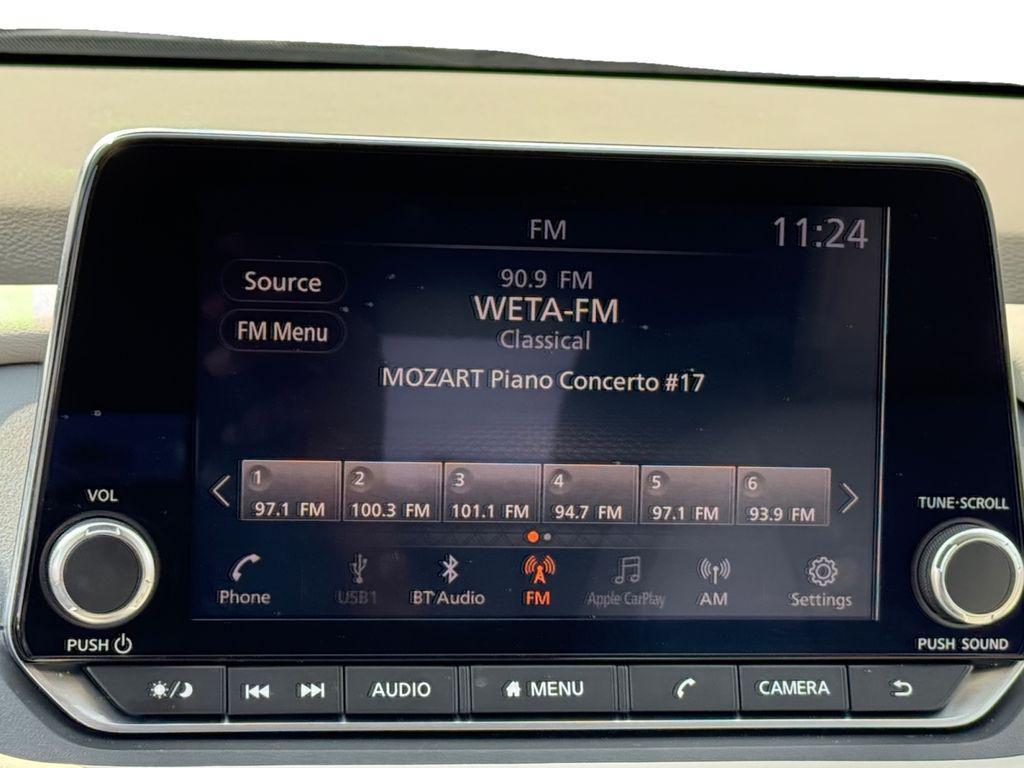 FM 11:24
Source
90.9 FM
WETA-FM
FM Menu
Classical
MOZART Piano Concerto #17
1 2 3 4 5 6
97.1 FM 100.3 FM 101.1 FM 94.7 FM 97.1 FM 93.9 FM
VOL
TUNE·SCROLL
Phone USB1 BT Audio FM Apple CarPlay AM Settings
PUSH
PUSH SOUND
AUDIO MENU CAMERA